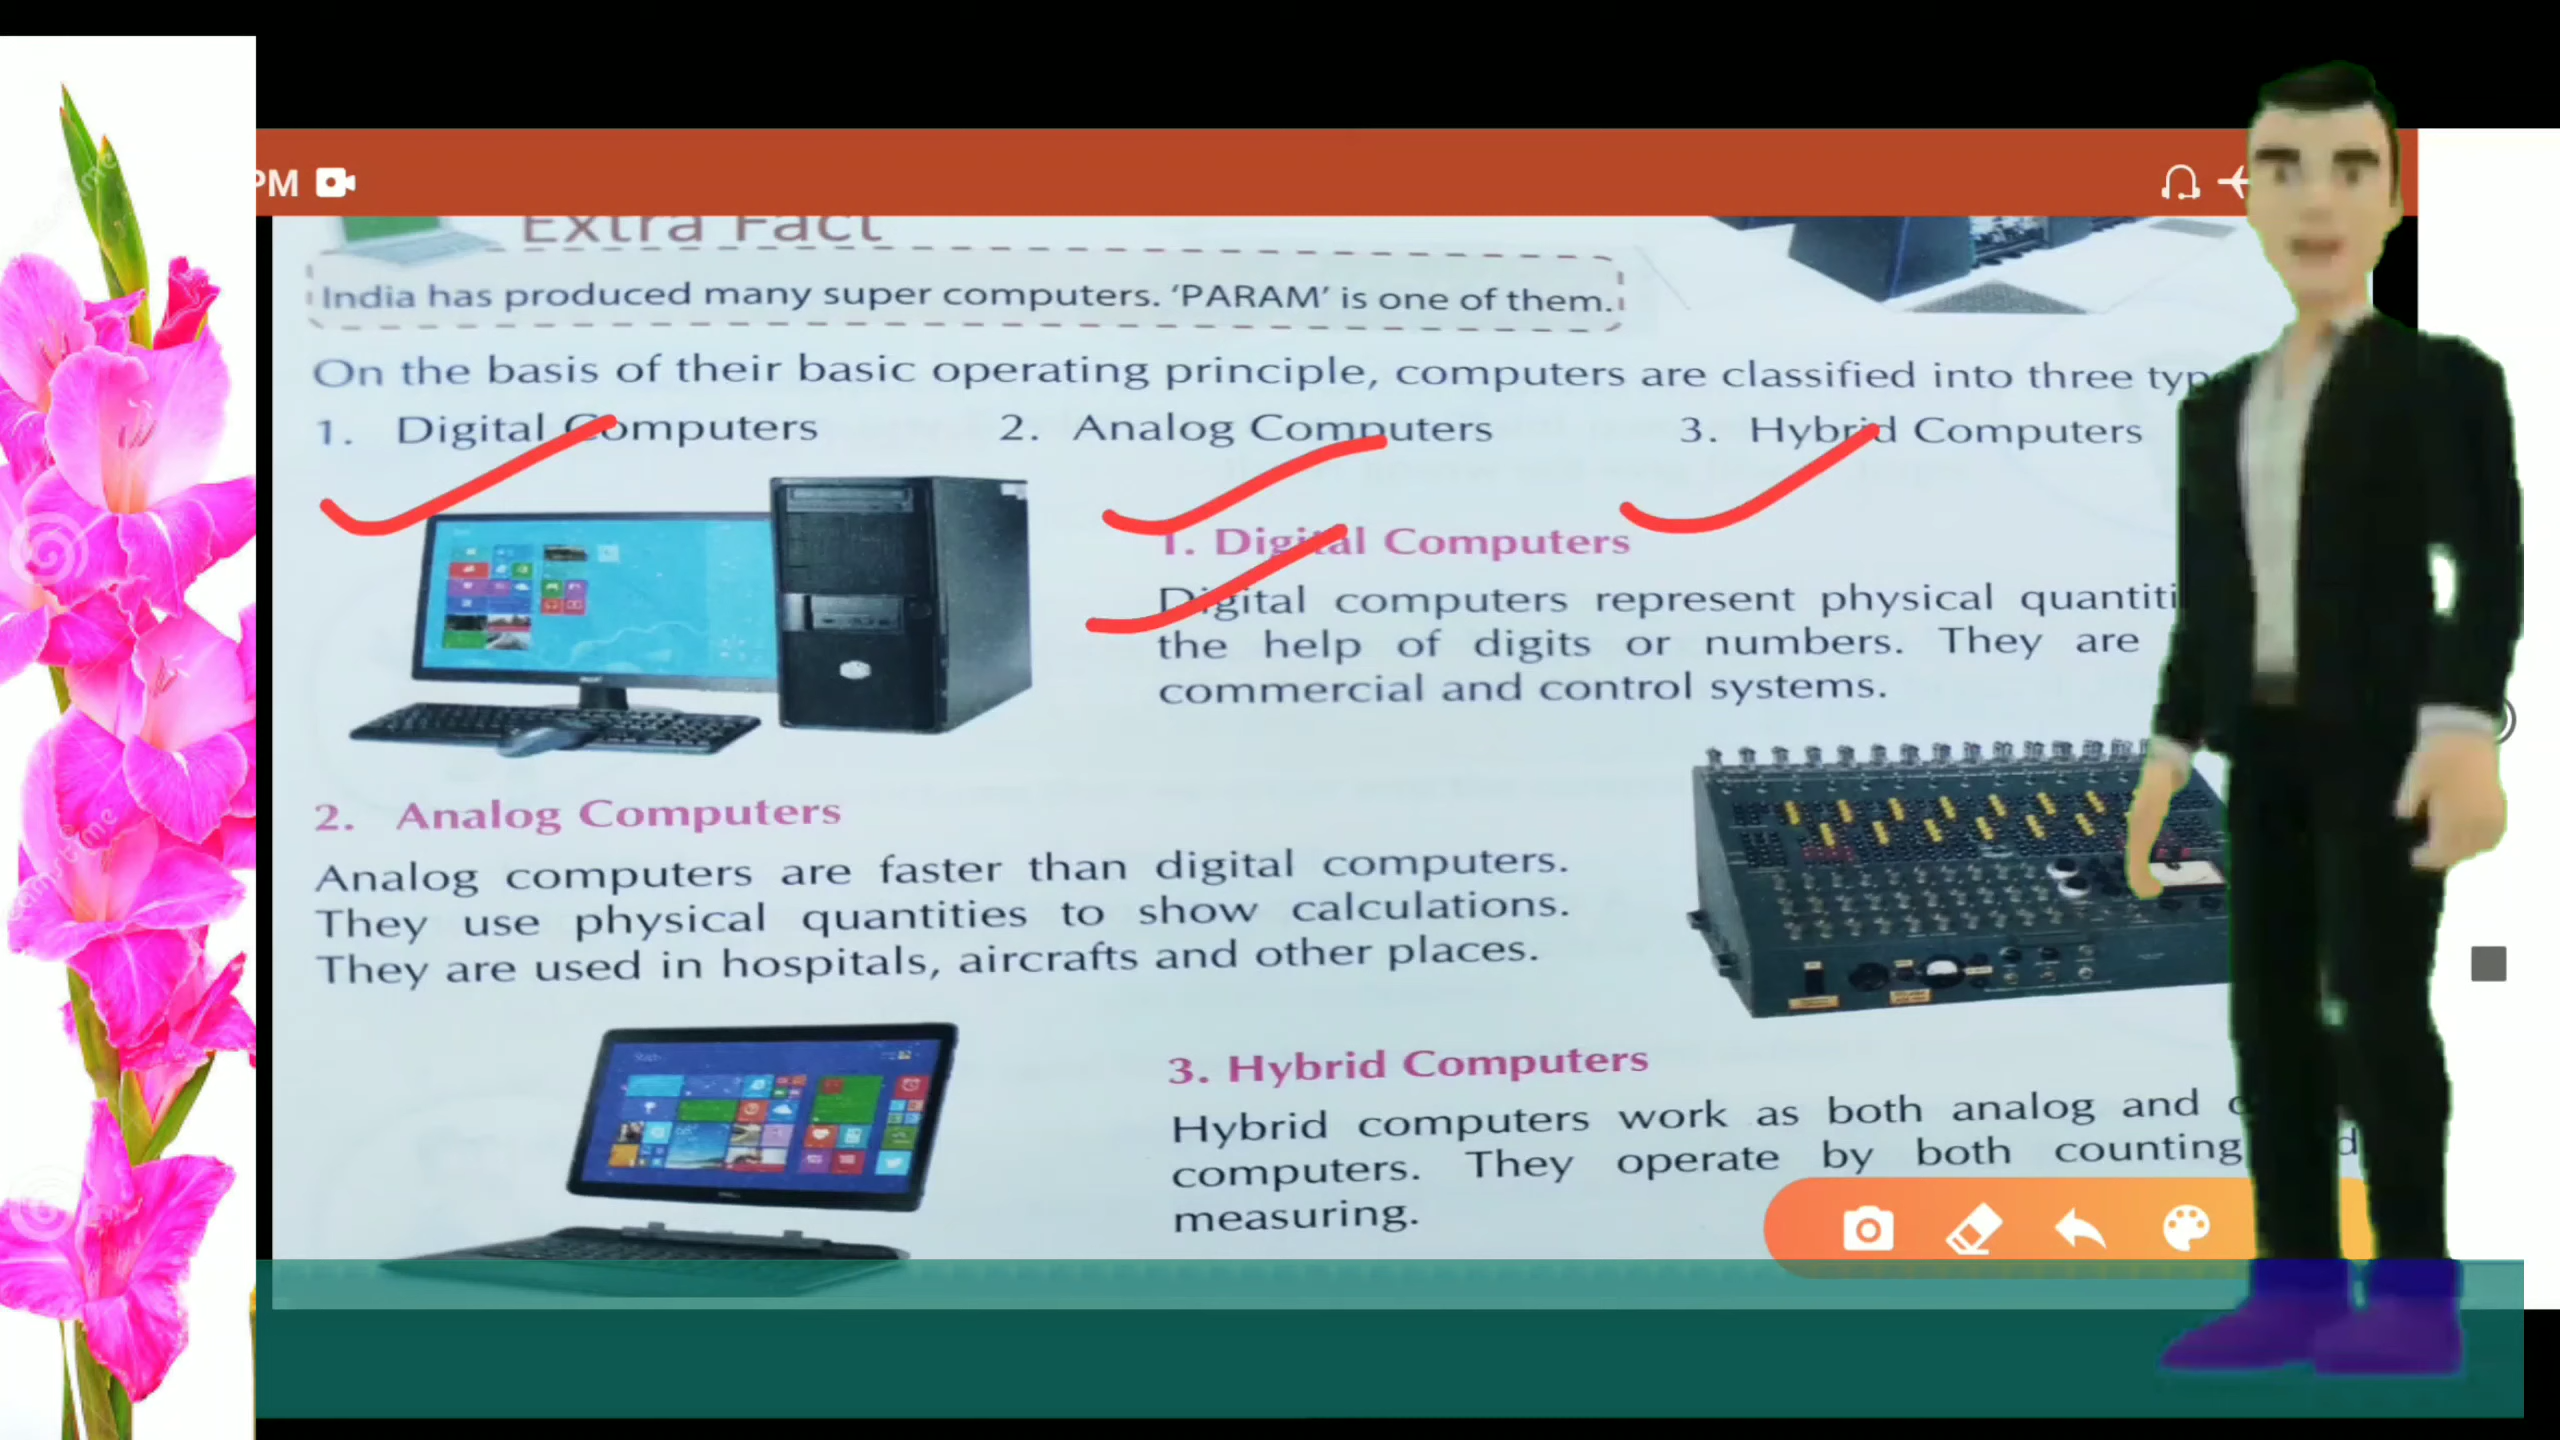 PM
Extra Fact
India has produced many super computers. ‘PARAM’ is one of them.
On the basis of their basic operating principle, computers are classified into three
1. Digital Computers 2. Analog Computers 3. Hybrid Computers
1. Digital Computers
Digital computers represent physical
the help of digits or numbers. They are
commercial and control systems.
2. Analog Computers
Analog computers are faster than digital computers.
They use physical quantities to show calculations.
They are used in hospitals, aircrafts and other places.
3. Hybrid Computers
Hybrid computers work as both analog and
computers. They operate by both counting
measuring.